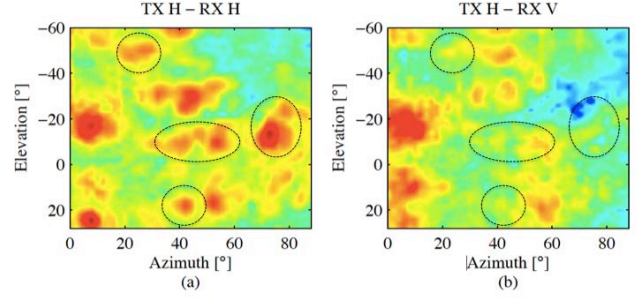 TX H – RX H
−60
−40
−20
0
20
Elevation [°]
0 20 40 60 80
Azimuth [°]
(a)
TX H – RX V
−60
−40
−20
0
20
Elevation [°]
0 20 40 60 80
Azimuth [°]
(b)